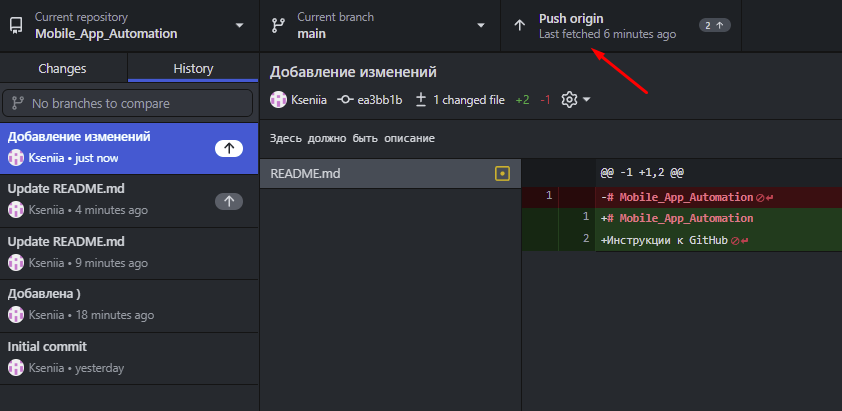 Current repository
Mobile_App_Automation
Current branch
main
Push origin
Last fetched 6 minutes ago
2
Changes
History
No branches to compare
Добавление изменений
Kseniia • just now
Update README.md
Kseniia • 4 minutes ago
Update README.md
Kseniia • 9 minutes ago
Добавлена )
Kseniia • 18 minutes ago
Initial commit
Kseniia • yesterday
Добавление изменений
Kseniia ea3bb1b 1 changed file +2 -1
Здесь должно быть описание
README.md
@@ -1 +1,2 @@
1 -# Mobile_App_Automation
1 +# Mobile_App_Automation
2 +Инструкции к GitHub